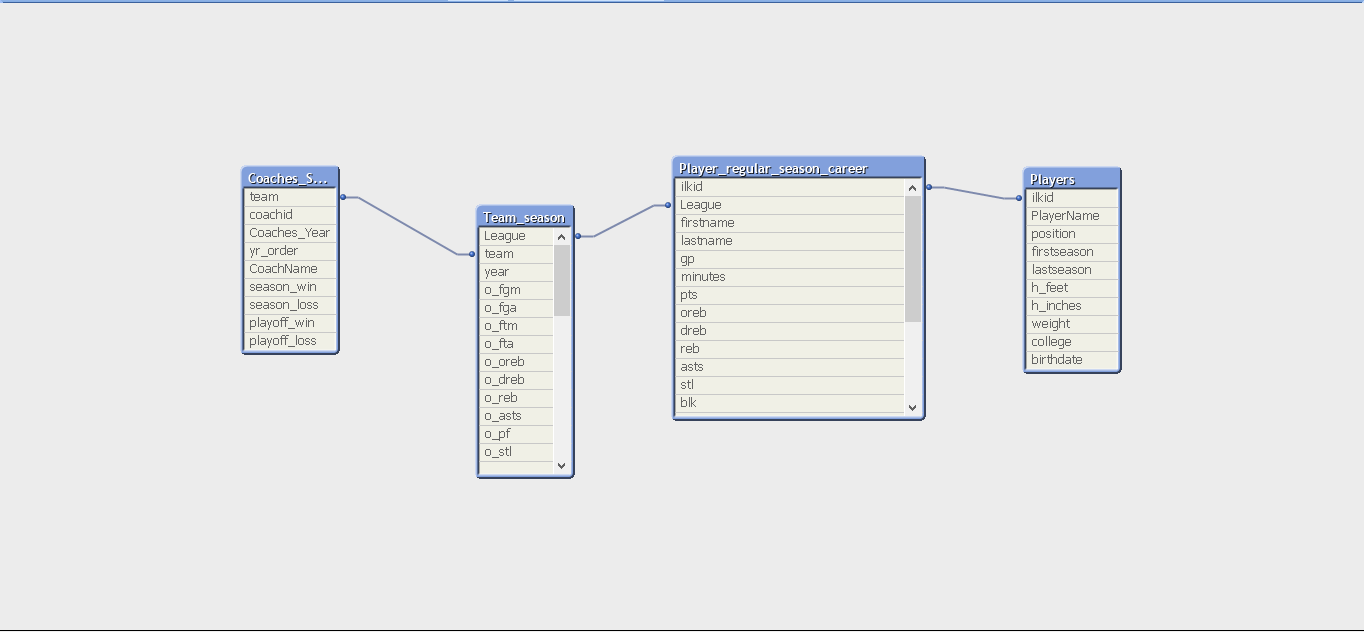 Coaches_S...
team
coachid
Coaches_Year
yr_order
CoachName
season_win
season_loss
playoff_win
playoff_loss
Team_season
League
team
year
o_fgm
o_fga
o_ftm
o_fta
o_oreb
o_dreb
o_reb
o_asts
o_pf
o_stl
Player_regular_season_career
ilkid
League
firstname
lastname
gp
minutes
pts
oreb
dreb
reb
asts
stl
blk
Players
ilkid
PlayerName
position
firstseason
lastseason
h_feet
h_inches
weight
college
birthdate